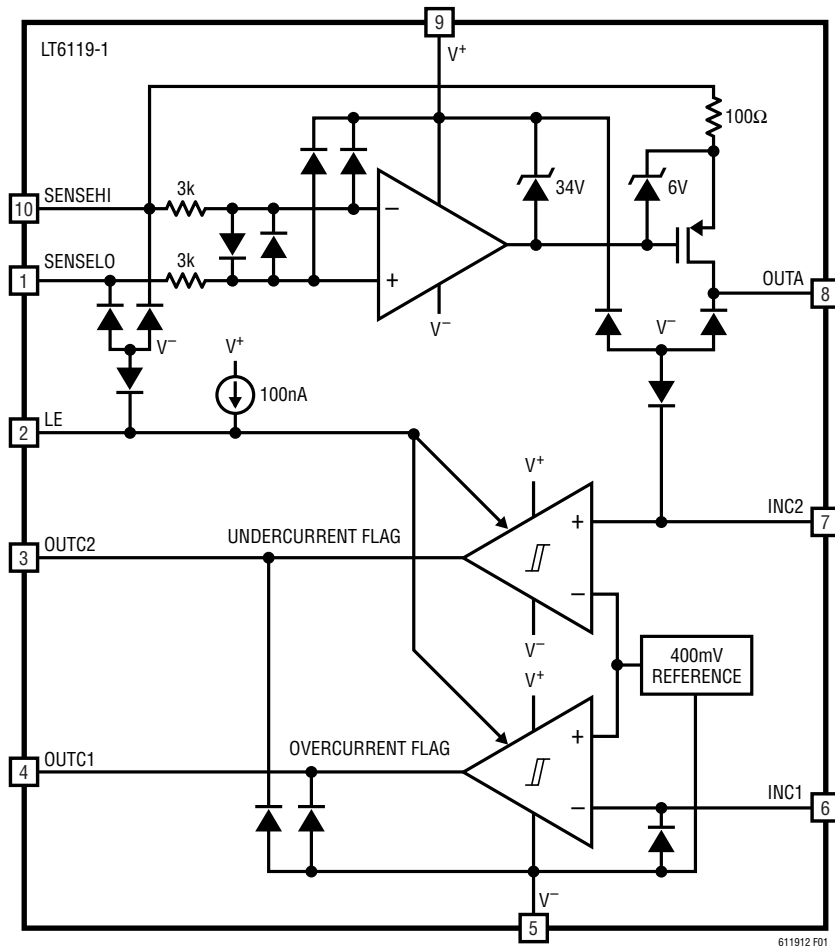 9
LT6119-1
V+
100Ω
3k
34V
6V
10
SENSEHI
−
SENSELO
3k
1
+
OUTA
8
V−
V−
V−
V+
100nA
LE
2
V+
INC2
UNDERCURRENT FLAG
+
7
OUTC2
3
−
V−
400mV
REFERENCE
V+
OVERCURRENT FLAG
+
OUTC1
4
INC1
−
6
V−
5
611912 F01